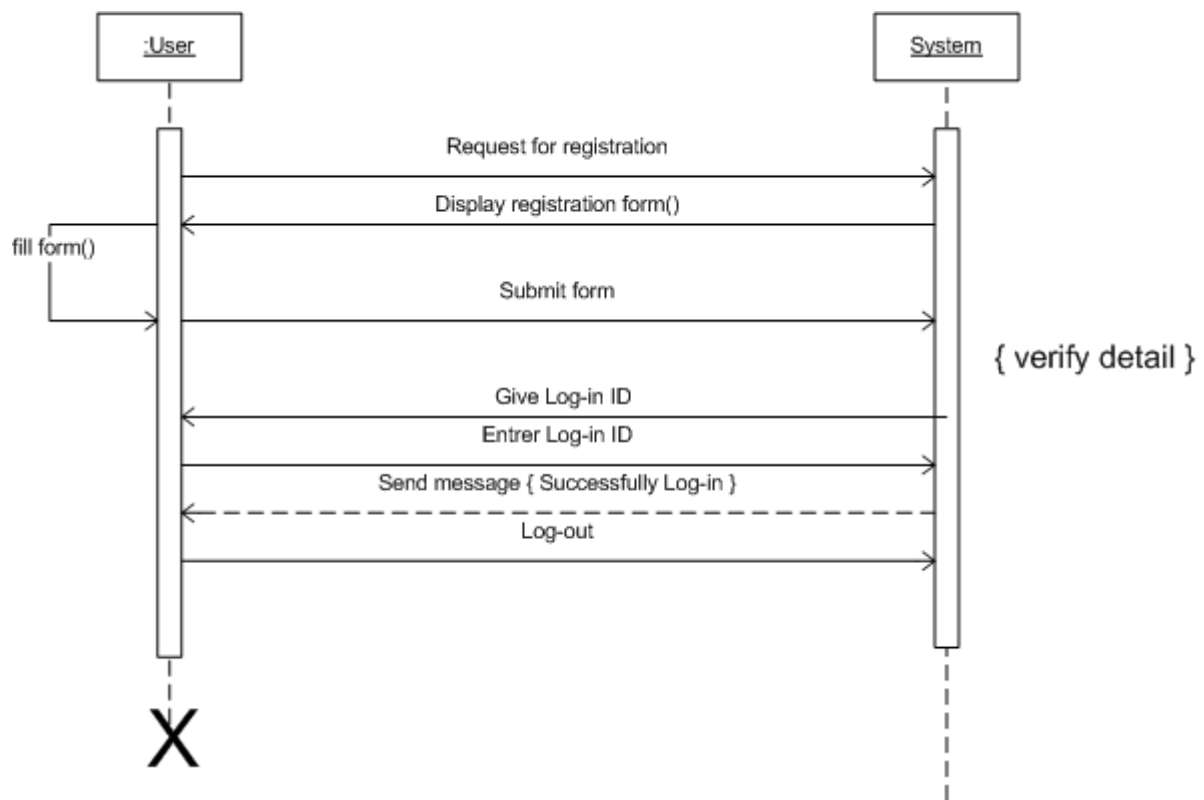 :User
System
Request for registration
Display registration form()
fill form()
Submit form
{ verify detail }
Give Log-in ID
Entrer Log-in ID
Send message { Successfully Log-in }
Log-out
X